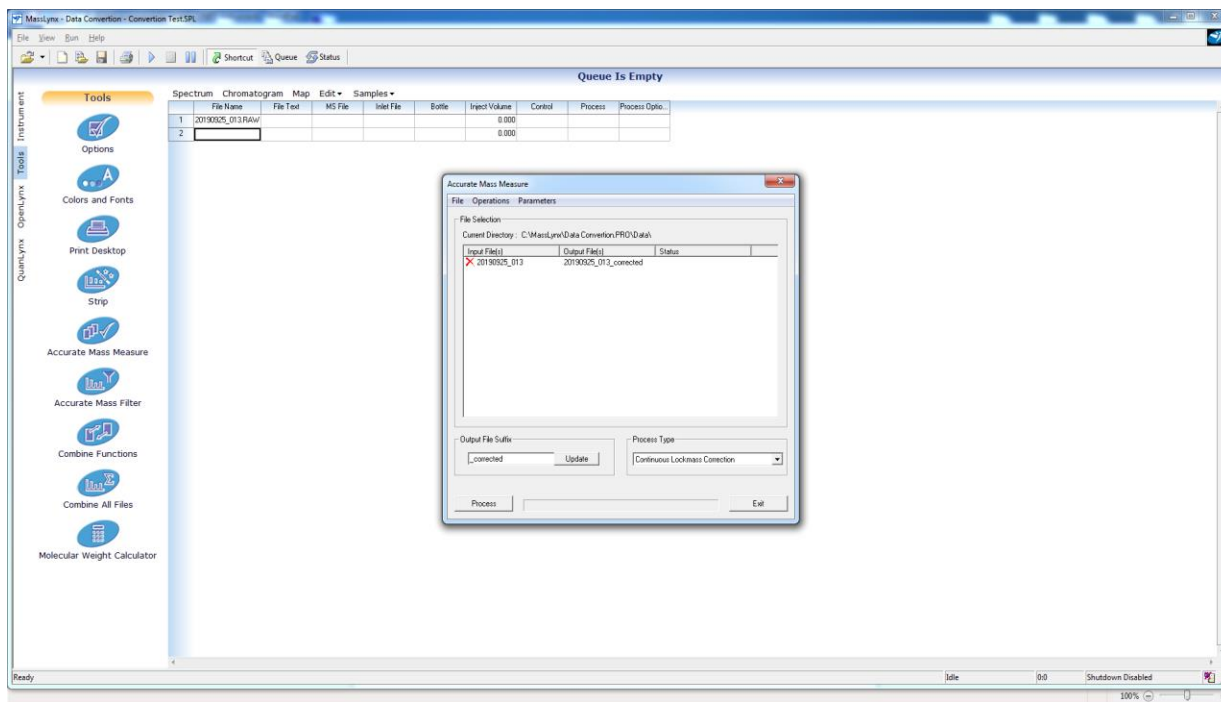 MassLynx - Data Convertion - Convertion Test.SPL
File View Run Help
Shortcut Queue Status
Queue Is Empty
Instrument
Tools
OpenLynx
QuanLynx
Tools
Options
Colors and Fonts
Print Desktop
Strip
Accurate Mass Measure
Accurate Mass Filter
Combine Functions
Combine All Files
Molecular Weight Calculator
Spectrum Chromatogram Map Edit Samples
File Name File Text MS File Inlet File Bottle Inject Volume Control Process Process Optio...
1 20190925_013.RAW 0.000
2 0.000
Accurate Mass Measure
File Operations Parameters
File Selection
Current Directory : C:\MassLynx\Data Convertion.PRO\Data\
Input File(s) Output File(s) Status
20190925_013 20190925_013_corrected
Output File Suffix
_corrected Update
Process Type
Continuous Lockmass Correction
Process Exit
Ready Idle 0:0 Shutdown Disabled
100%